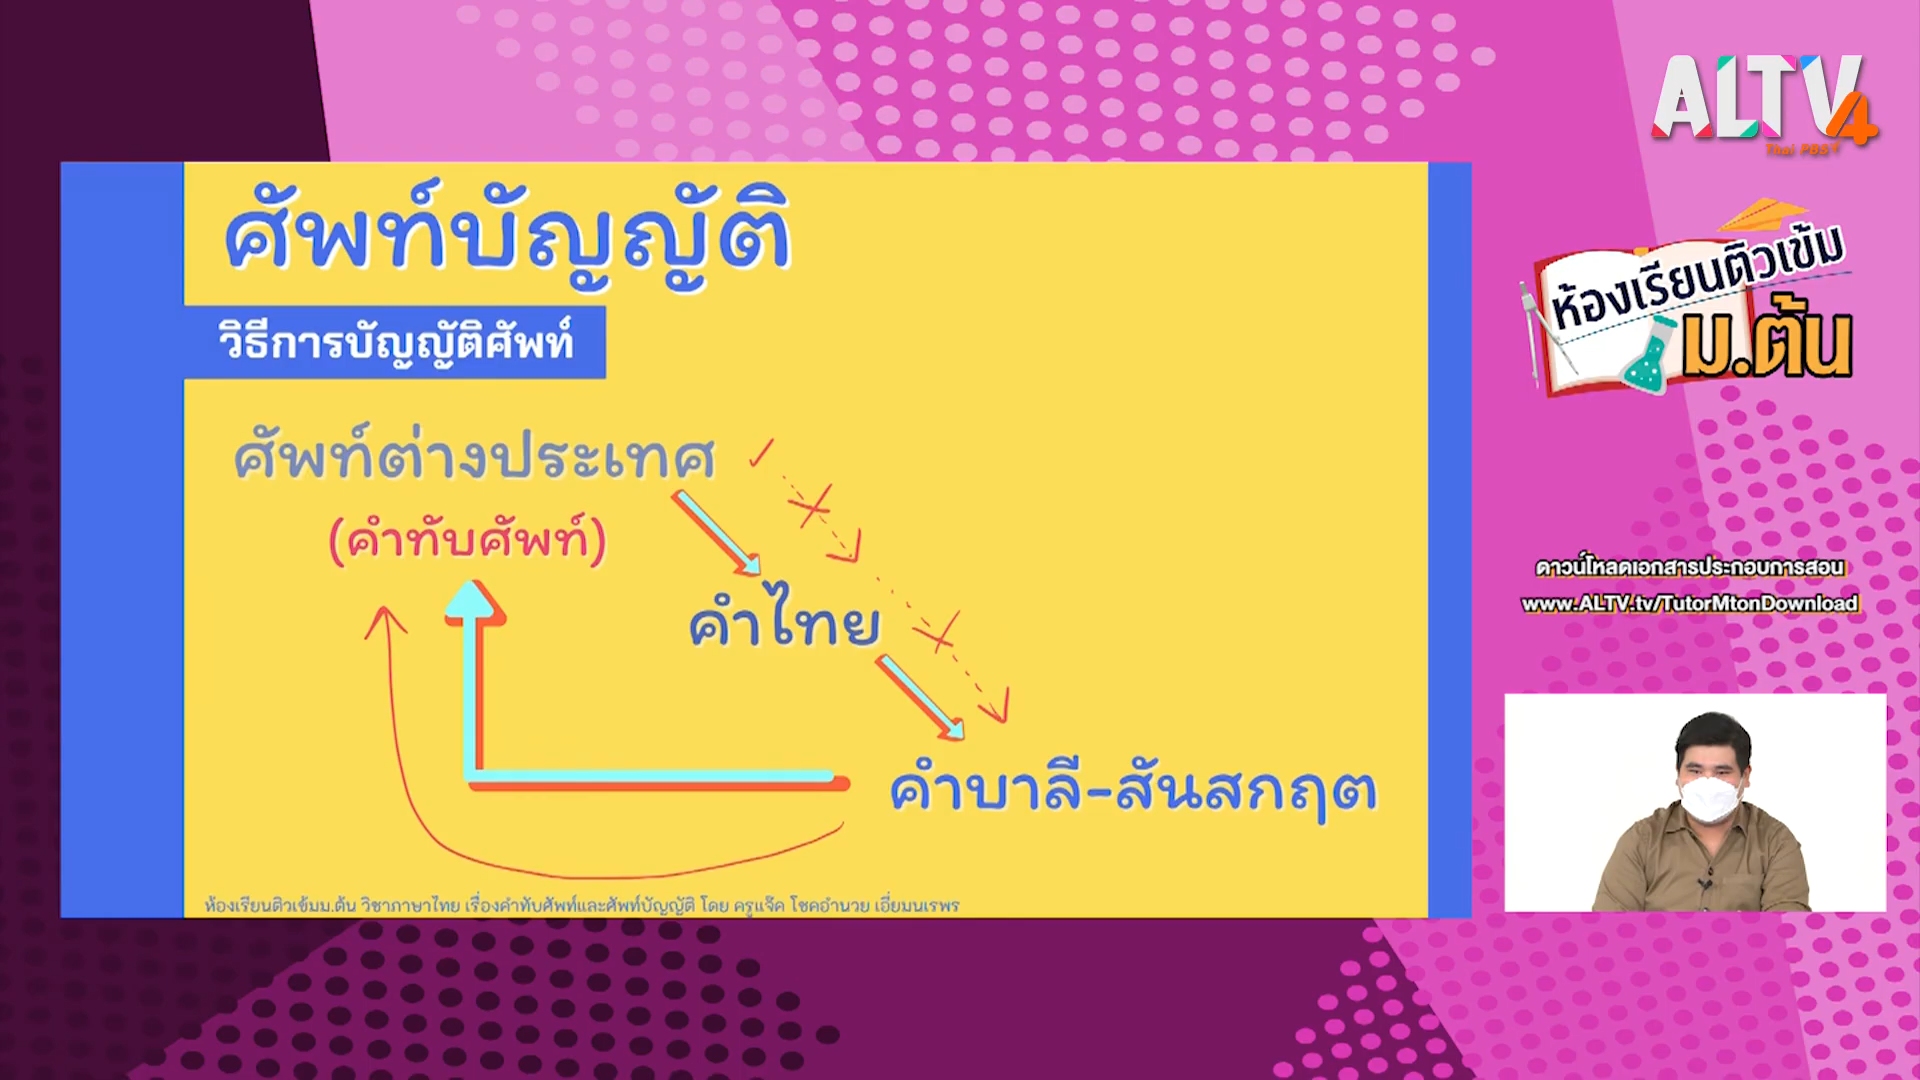 ศัพท์บัญญัติ
วิธีการบัญญัติศัพท์
ศัพท์ต่างประเทศ
(คำทับศัพท์)
คำไทย
คำบาลี-สันสกฤต
ห้องเรียนติวเข้มม.ต้น วิชาภาษาไทย เรื่องคำทับศัพท์และศัพท์บัญญัติ โดย ครูแจ็ค โชคอำนวย เอี่ยมนเรพร
ALTV4
Thai PBS
ห้องเรียนติวเข้ม
ม.ต้น
ดาวน์โหลดเอกสารประกอบการสอน
www.ALTV.tv/TutorMtonDownload